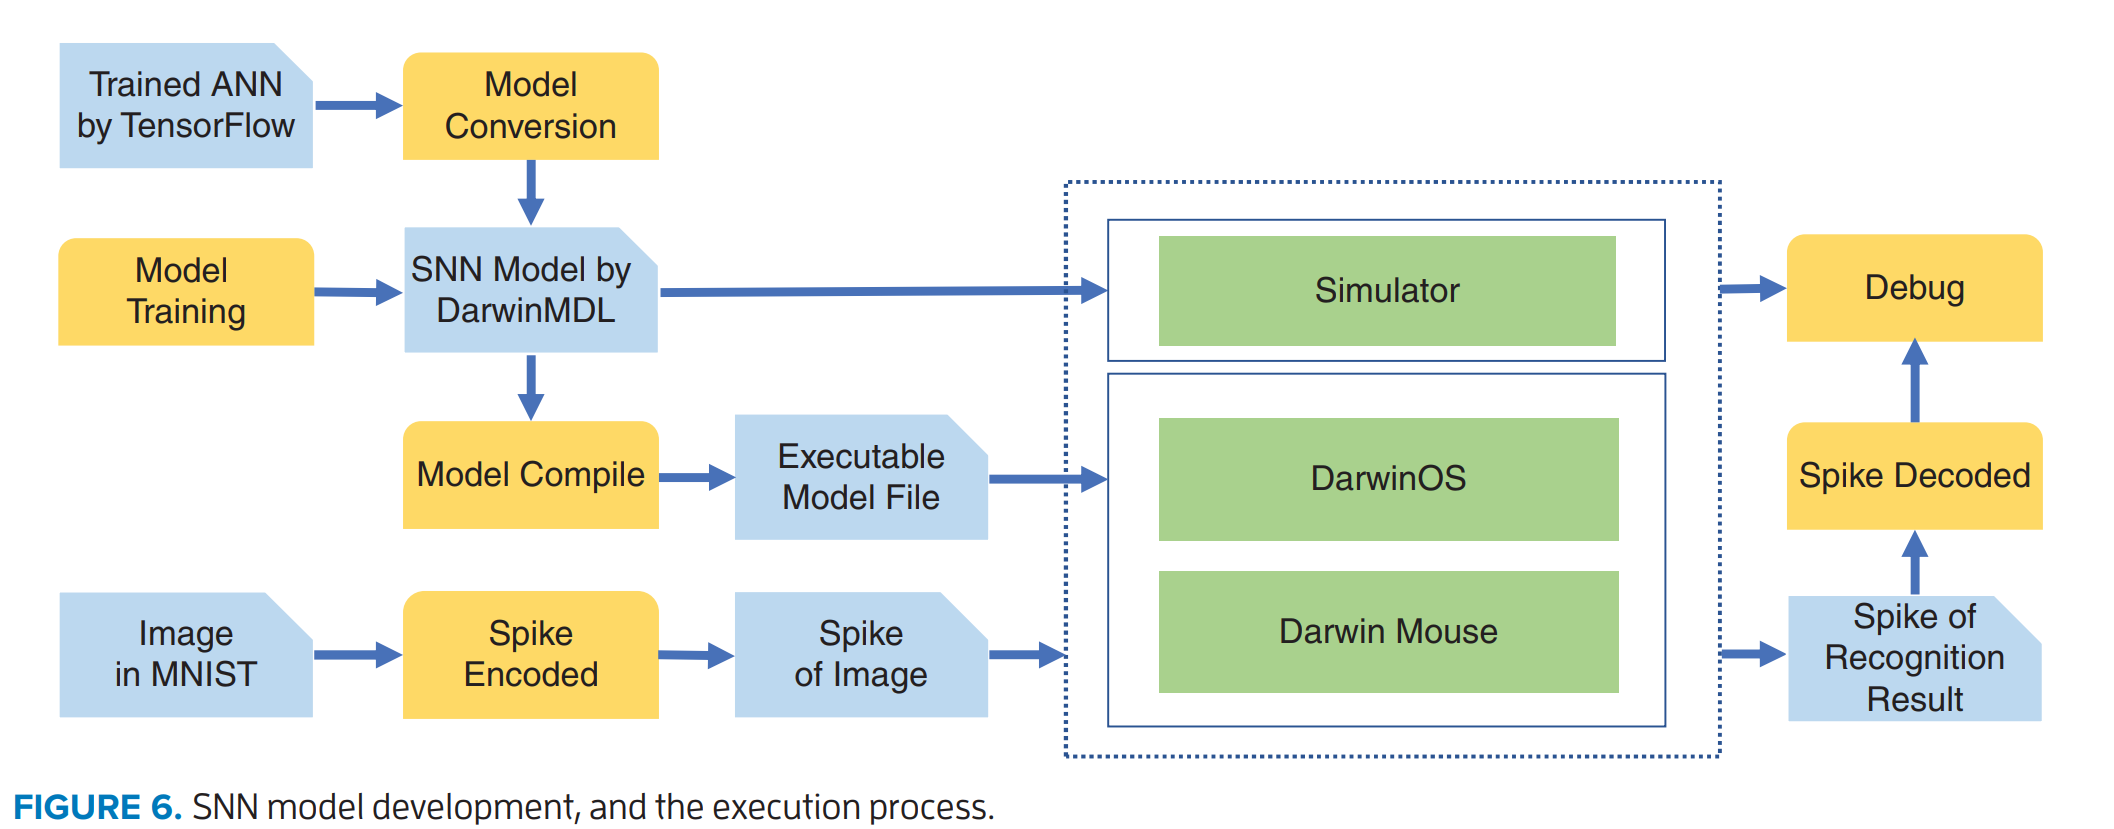 Trained ANN
by TensorFlow
Model
Conversion
Model
Training
SNN Model by
DarwinMDL
Simulator
Debug
Model Compile
Executable
Model File
DarwinOS
Spike Decoded
Image
in MNIST
Spike
Encoded
Spike
of Image
Darwin Mouse
Spike of
Recognition
Result
FIGURE 6. SNN model development, and the execution process.